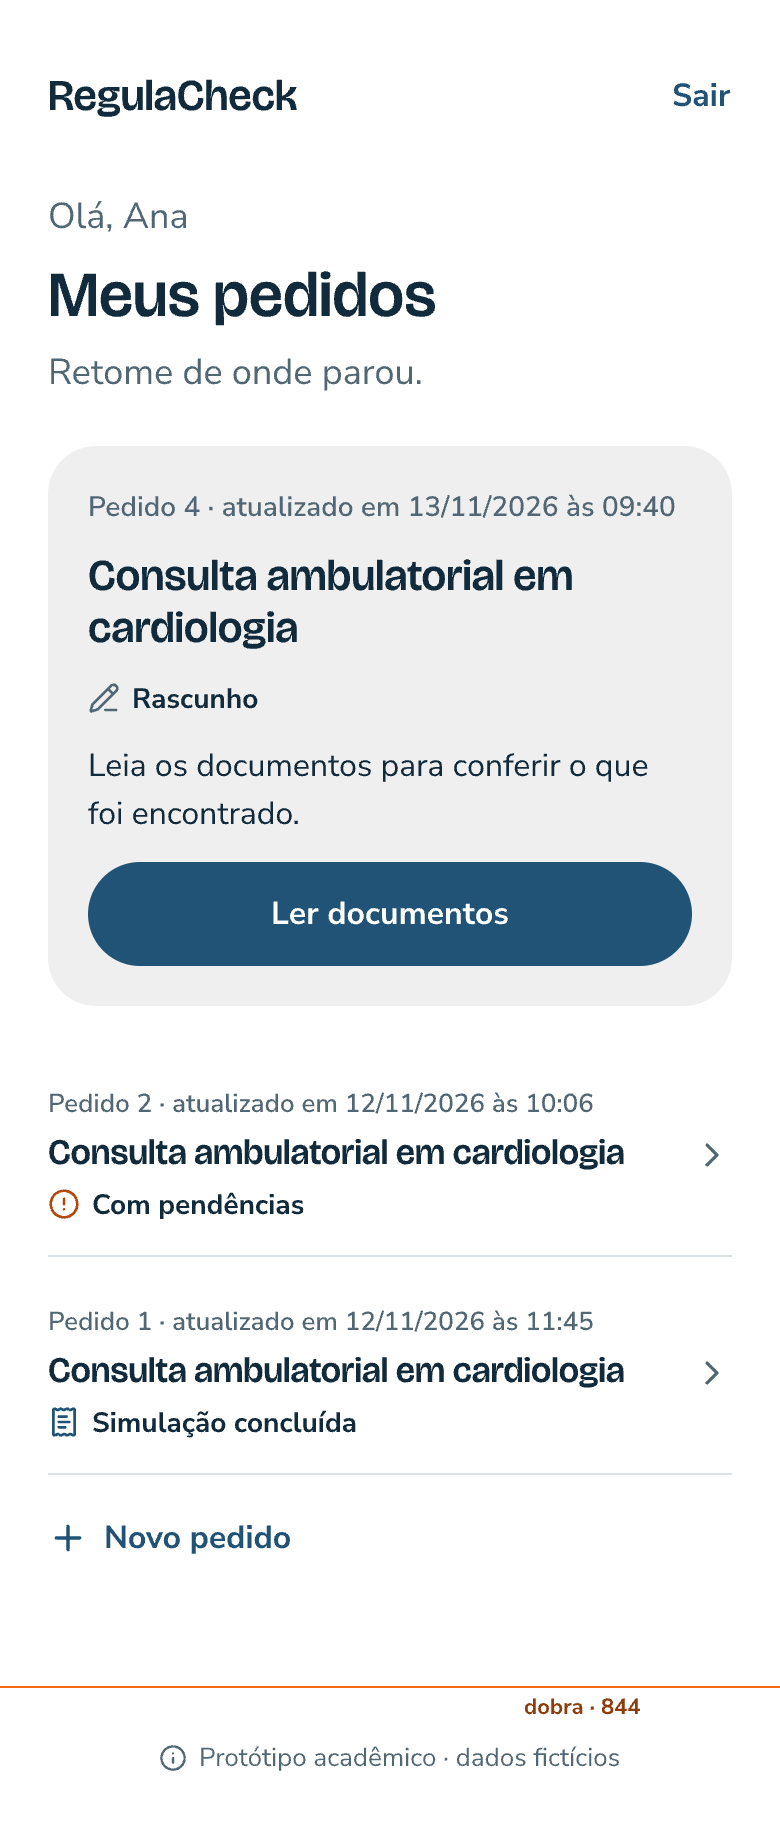 RegulaCheck
Sair
Olá, Ana
Meus pedidos
Retome de onde parou.
Pedido 4 · atualizado em 13/11/2026 às 09:40
Consulta ambulatorial em
cardiologia
Rascunho
Leia os documentos para conferir o que
foi encontrado.
Ler documentos
Pedido 2 · atualizado em 12/11/2026 às 10:06
Consulta ambulatorial em cardiologia
Com pendências
Pedido 1 · atualizado em 12/11/2026 às 11:45
Consulta ambulatorial em cardiologia
Simulação concluída
Novo pedido
dobra · 844
Protótipo acadêmico · dados fictícios